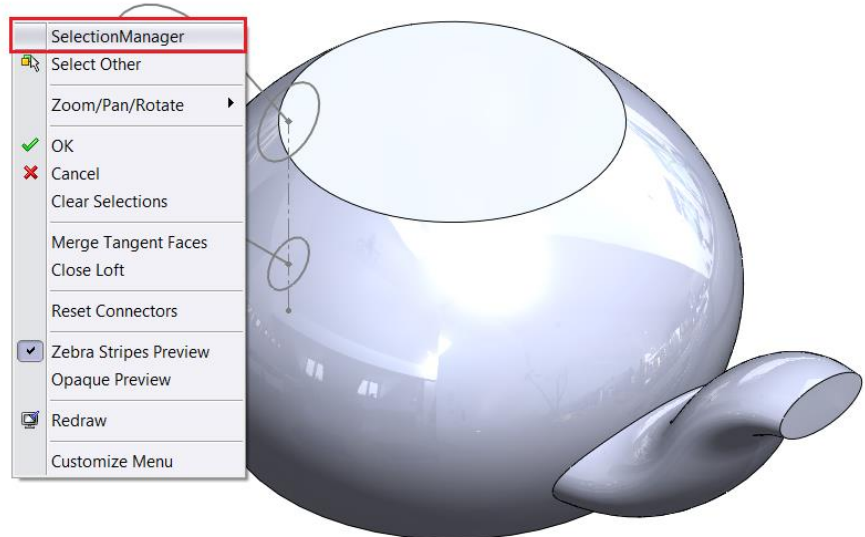 SelectionManager
Select Other
Zoom/Pan/Rotate
OK
Cancel
Clear Selections
Merge Tangent Faces
Close Loft
Reset Connectors
Zebra Stripes Preview
Opaque Preview
Redraw
Customize Menu